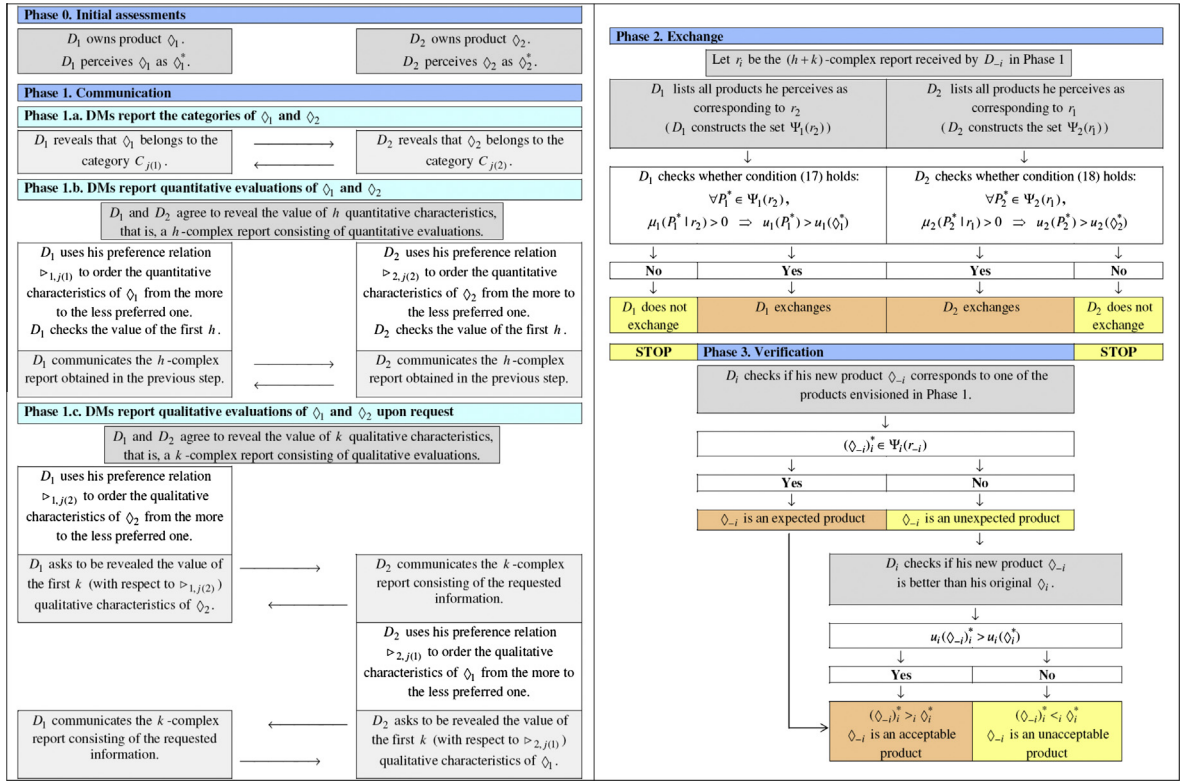 Phase 0. Initial assessments
D₁ owns product ◊₁.
D₁ perceives ◊₁ as ◊₁*.
D₂ owns product ◊₂.
D₂ perceives ◊₂ as ◊₂*.
Phase 1. Communication
Phase 1.a. DMs report the categories of ◊₁ and ◊₂
D₁ reveals that ◊₁ belongs to the
category C_{j(1)}.
D₂ reveals that ◊₂ belongs to the
category C_{j(2)}.
Phase 1.b. DMs report quantitative evaluations of ◊₁ and ◊₂
D₁ and D₂ agree to reveal the value of h quantitative characteristics,
that is, a h-complex report consisting of quantitative evaluations.
D₁ uses his preference relation
▷_{1,j(1)} to order the quantitative
characteristics of ◊₁ from the more
to the less preferred one.
D₁ checks the value of the first h.
D₂ uses his preference relation
▷_{2,j(2)} to order the quantitative
characteristics of ◊₂ from the more to
the less preferred one.
D₂ checks the value of the first h.
D₁ communicates the h-complex
report obtained in the previous step.
D₂ communicates the h-complex
report obtained in the previous step.
Phase 1.c. DMs report qualitative evaluations of ◊₁ and ◊₂ upon request
D₁ and D₂ agree to reveal the value of k qualitative characteristics,
that is, a k-complex report consisting of qualitative evaluations.
D₁ uses his preference relation
▷_{1,j(2)} to order the qualitative
characteristics of ◊₂ from the more
to the less preferred one.
D₁ asks to be revealed the value of
the first k (with respect to ▷_{1,j(2)})
qualitative characteristics of ◊₂.
D₂ communicates the k-complex
report consisting of the requested
information.
D₂ uses his preference relation
▷_{2,j(1)} to order the qualitative
characteristics of ◊₁ from the more to
the less preferred one.
D₁ communicates the k-complex
report consisting of the requested
information.
D₂ asks to be revealed the value of
the first k (with respect to ▷_{2,j(1)})
qualitative characteristics of ◊₁.
Phase 2. Exchange
Let r_i be the (h+k)-complex report received by D_{-i} in Phase 1
D₁ lists all products he perceives as
corresponding to r₂
(D₁ constructs the set Ψ₁(r₂))
D₂ lists all products he perceives as
corresponding to r₁
(D₂ constructs the set Ψ₂(r₁))
D₁ checks whether condition (17) holds:
∀P₁* ∈ Ψ₁(r₂),
μ₁(P₁* | r₂) > 0 ⇒ u₁(P₁*) > u₁(◊₁*)
D₂ checks whether condition (18) holds:
∀P₂* ∈ Ψ₂(r₁),
μ₂(P₂* | r₁) > 0 ⇒ u₂(P₂*) > u₂(◊₂*)
No
Yes
Yes
No
D₁ does not
exchange
D₁ exchanges
D₂ exchanges
D₂ does not
exchange
STOP
Phase 3. Verification
STOP
D_i checks if his new product ◊_{-i} corresponds to one of the
products envisioned in Phase 1.
(◊_{-i})_i* ∈ Ψ_i(r_{-i})
Yes
No
◊_{-i} is an expected product
◊_{-i} is an unexpected product
D_i checks if his new product ◊_{-i}
is better than his original ◊_i.
u_i(◊_{-i})_i* > u_i(◊_i*)
Yes
No
(◊_{-i})_i* >_i ◊_i*
◊_{-i} is an acceptable
product
(◊_{-i})_i* <_i ◊_i*
◊_{-i} is an unacceptable
product